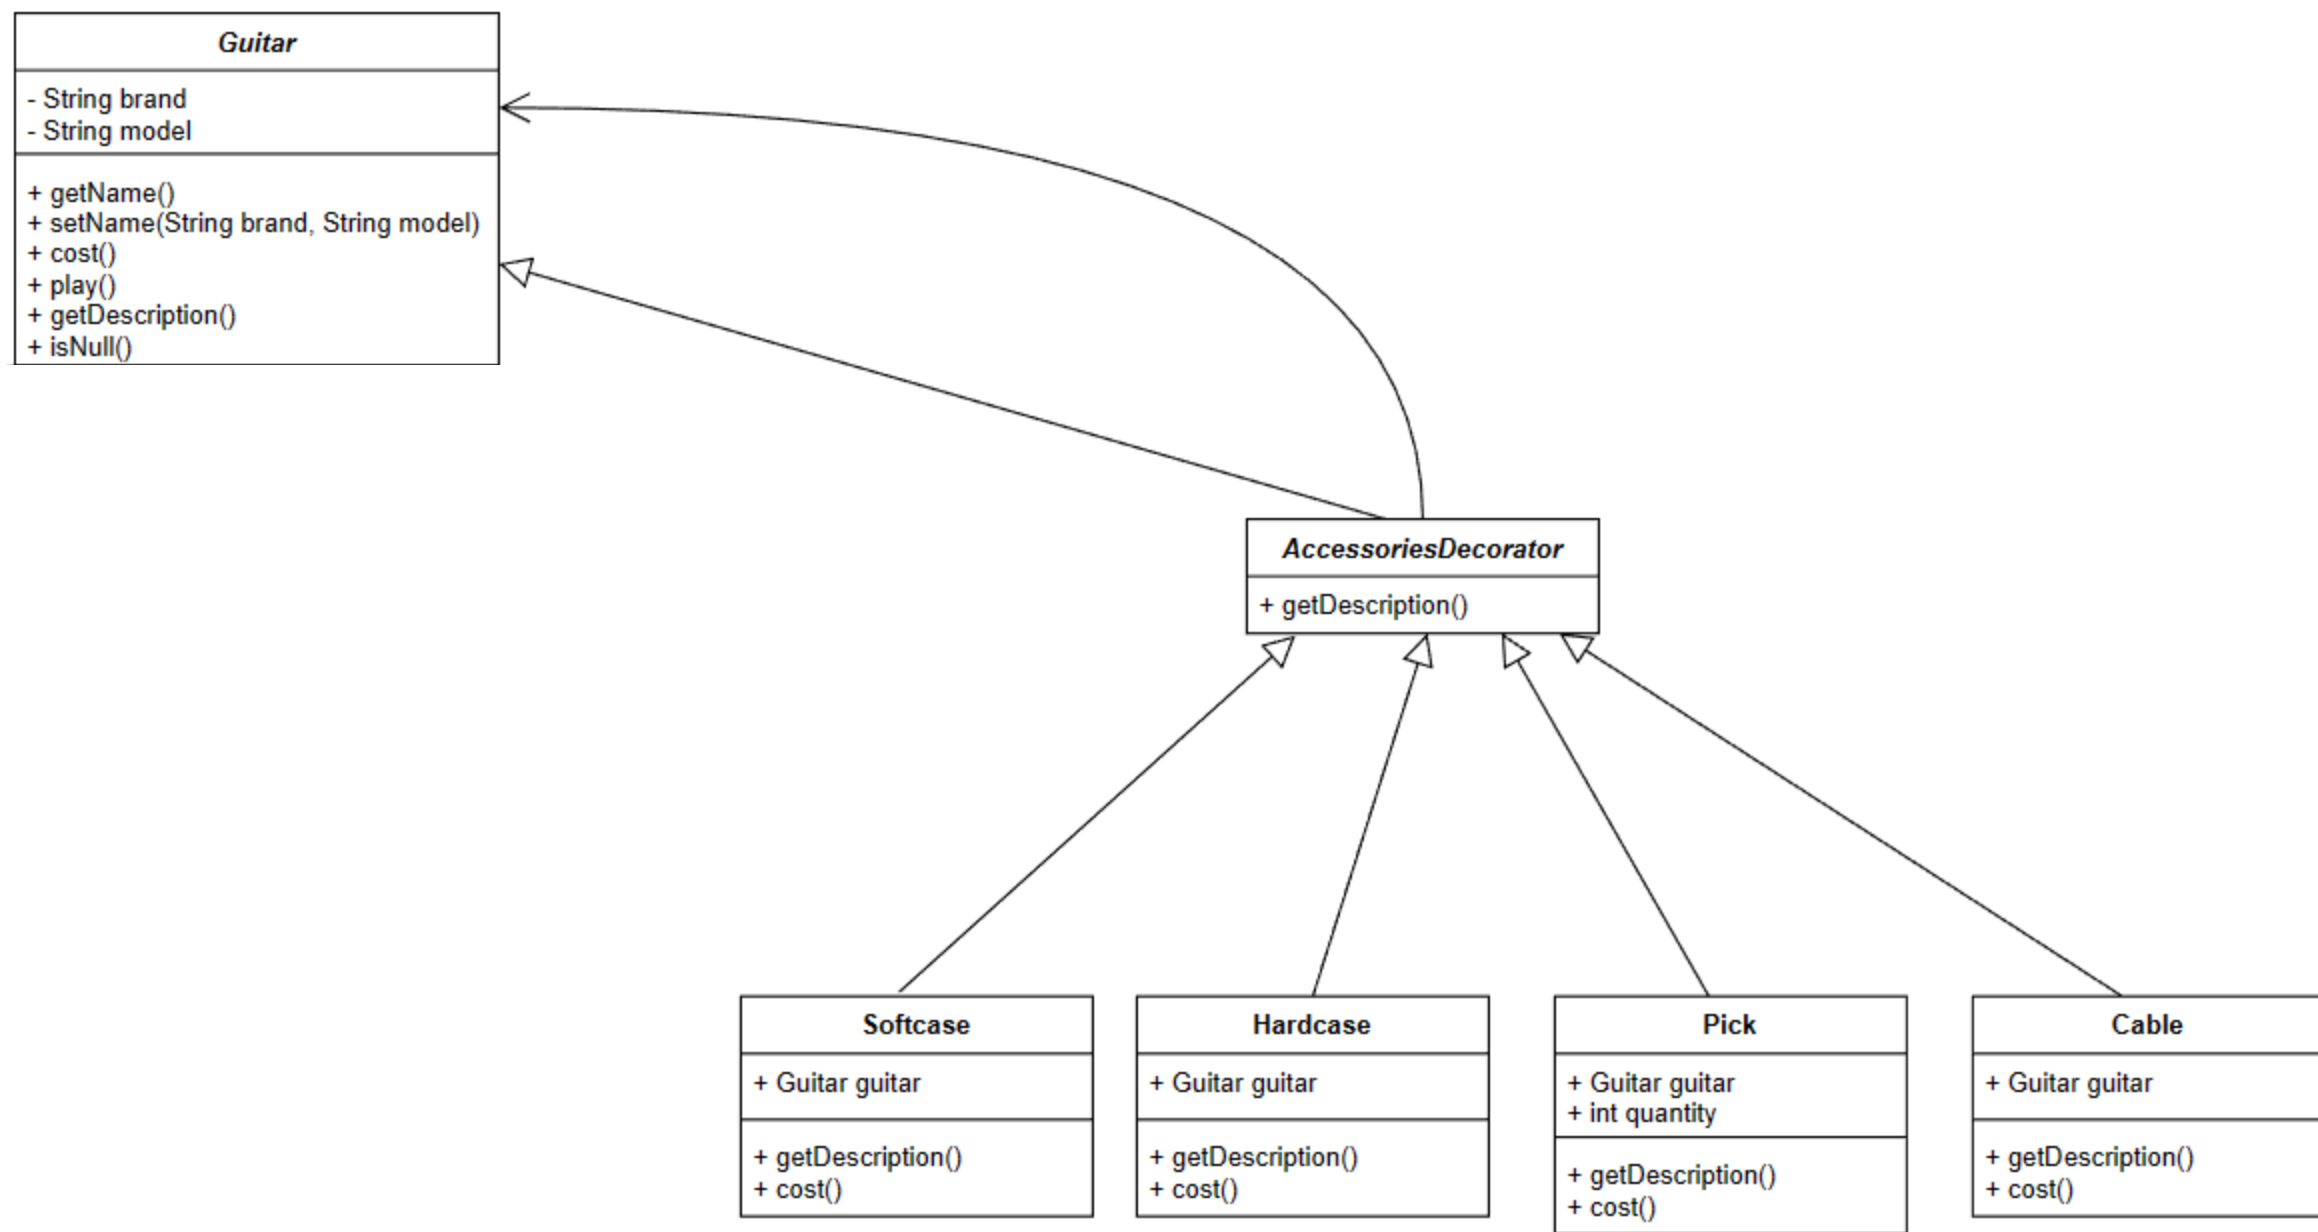 Guitar
- String brand
- String model
+ getName()
+ setName(String brand, String model)
+ cost()
+ play()
+ getDescription()
+ isNull()
AccessoriesDecorator
+ getDescription()
Softcase
+ Guitar guitar
+ getDescription()
+ cost()
Hardcase
+ Guitar guitar
+ getDescription()
+ cost()
Pick
+ Guitar guitar
+ int quantity
+ getDescription()
+ cost()
Cable
+ Guitar guitar
+ getDescription()
+ cost()